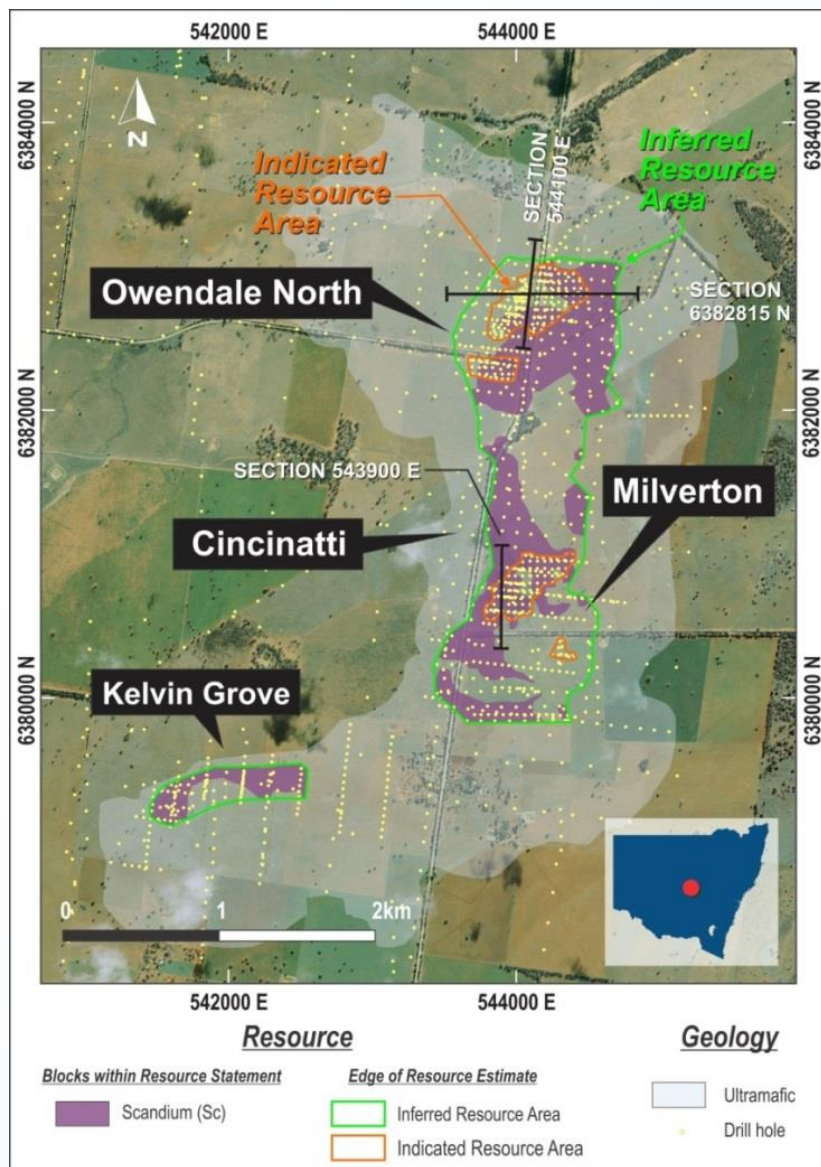 542000 E
544000 E
6384000 N
6384000 N
N
Indicated
Resource
Area
SECTION
544100 E
Inferred
Resource
Area
Owendale North
SECTION
6382815 N
6382000 N
6382000 N
SECTION 543900 E
Milverton
Cincinatti
Kelvin Grove
6380000 N
6380000 N
0 1 2km
542000 E
544000 E
Resource
Geology
Blocks within Resource Statement
Edge of Resource Estimate
Scandium (Sc)
Inferred Resource Area
Indicated Resource Area
Ultramafic
Drill hole